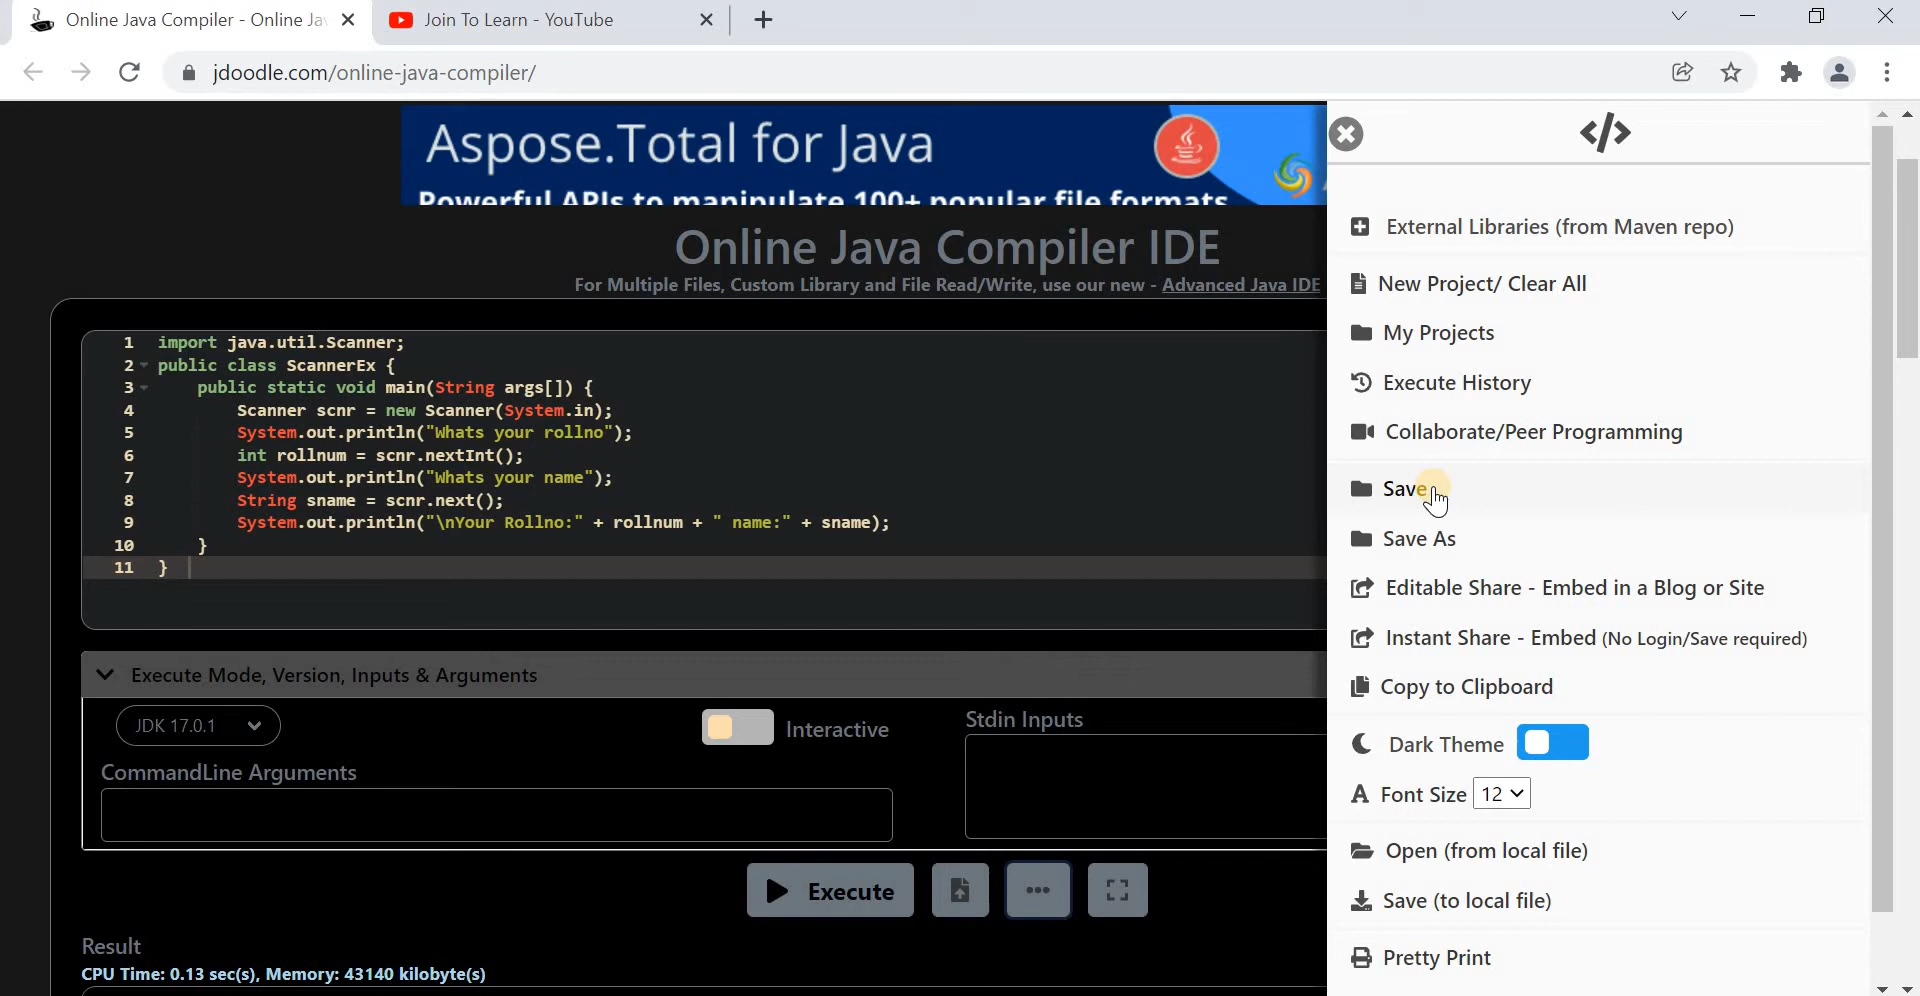 Online Java Compiler - Online Ja
Join To Learn - YouTube
jdoodle.com/online-java-compiler/
Aspose.Total for Java
Powerful APIs to manipulate 100+ popular file formats
Online Java Compiler IDE
For Multiple Files, Custom Library and File Read/Write, use our new - Advanced Java IDE
1 import java.util.Scanner;
2 public class ScannerEx {
3 public static void main(String args[]) {
4 Scanner scnr = new Scanner(System.in);
5 System.out.println("Whats your rollno");
6 int rollnum = scnr.nextInt();
7 System.out.println("Whats your name");
8 String sname = scnr.next();
9 System.out.println("\nYour Rollno:" + rollnum + " name:" + sname);
10 }
11 }
Execute Mode, Version, Inputs & Arguments
JDK 17.0.1
Interactive
Stdin Inputs
CommandLine Arguments
Execute
Result
CPU Time: 0.13 sec(s), Memory: 43140 kilobyte(s)
</>
External Libraries (from Maven repo)
New Project/ Clear All
My Projects
Execute History
Collaborate/Peer Programming
Save
Save As
Editable Share - Embed in a Blog or Site
Instant Share - Embed (No Login/Save required)
Copy to Clipboard
Dark Theme
Font Size 12
Open (from local file)
Save (to local file)
Pretty Print